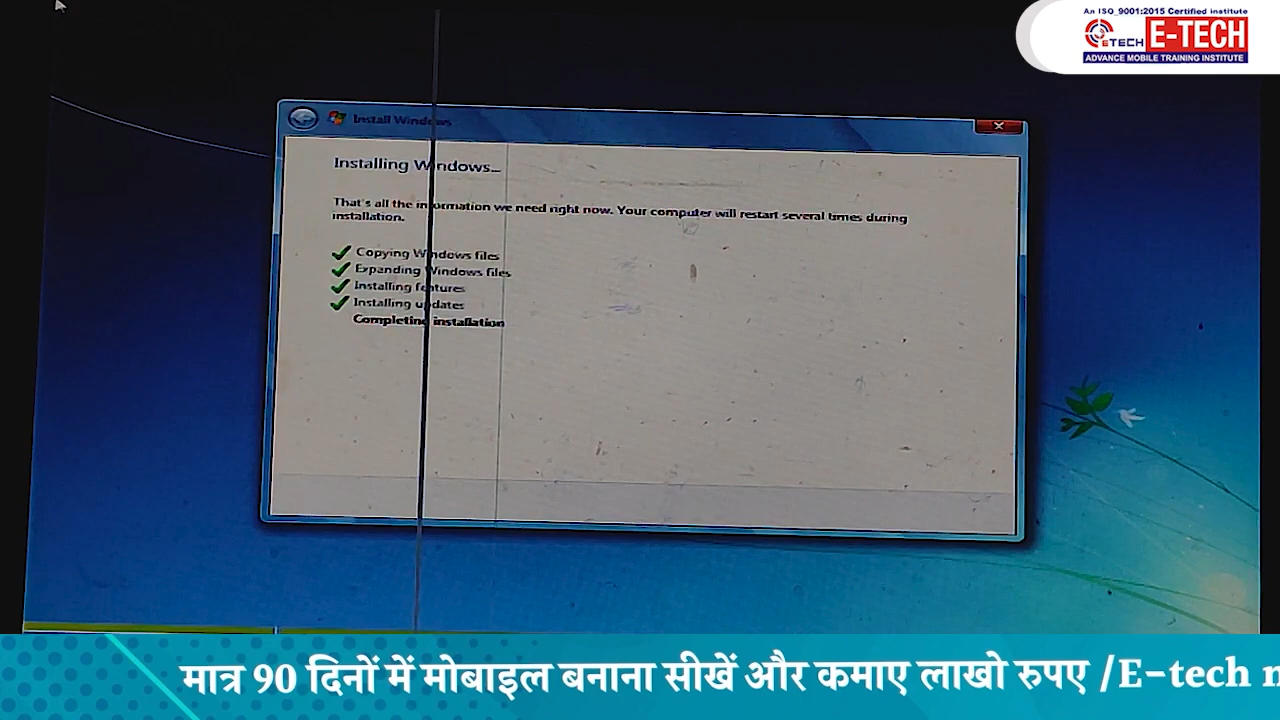 An ISO 9001:2015 Certified institute
ETECH E-TECH
ADVANCE MOBILE TRAINING INSTITUTE
Install Windows
Installing Windows...
That's all the information we need right now. Your computer will restart several times during
installation.
Copying Windows files
Expanding Windows files
Installing features
Installing updates
Completing installation
मात्र 90 दिनों में मोबाइल बनाना सीखें और कमाए लाखो रुपए /E-tech